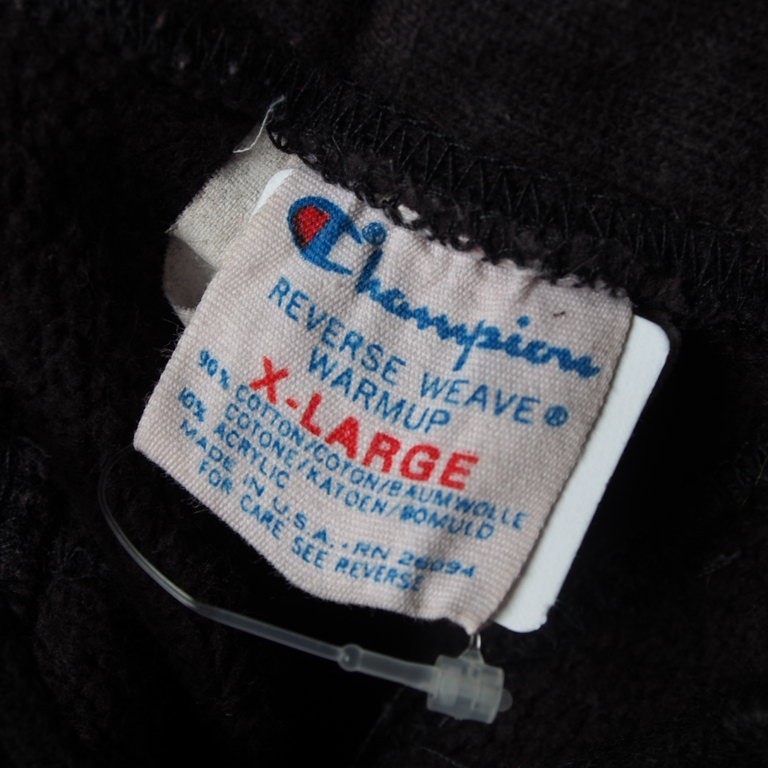 Champion
REVERSE WEAVE®
WARMUP
X-LARGE
90% COTTON/COTON/BAUMWOLLE
COTONE/KATOEN/BOMULD
10% ACRYLIC
MADE IN U.S.A. · RN 26094
FOR CARE SEE REVERSE